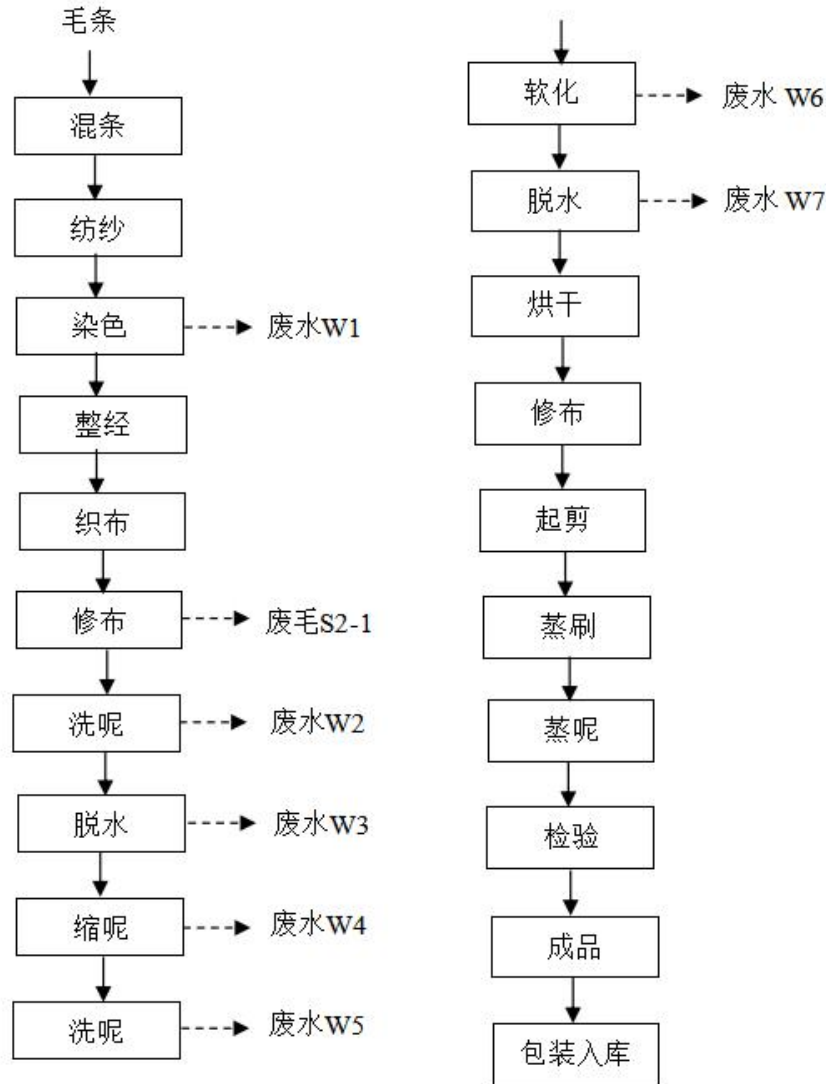 毛条
混条
纺纱
染色
废水W1
整经
织布
修布
废毛S2-1
洗呢
废水W2
脱水
废水W3
缩呢
废水W4
洗呢
废水W5
软化
废水 W6
脱水
废水 W7
烘干
修布
起剪
蒸刷
蒸呢
检验
成品
包装入库